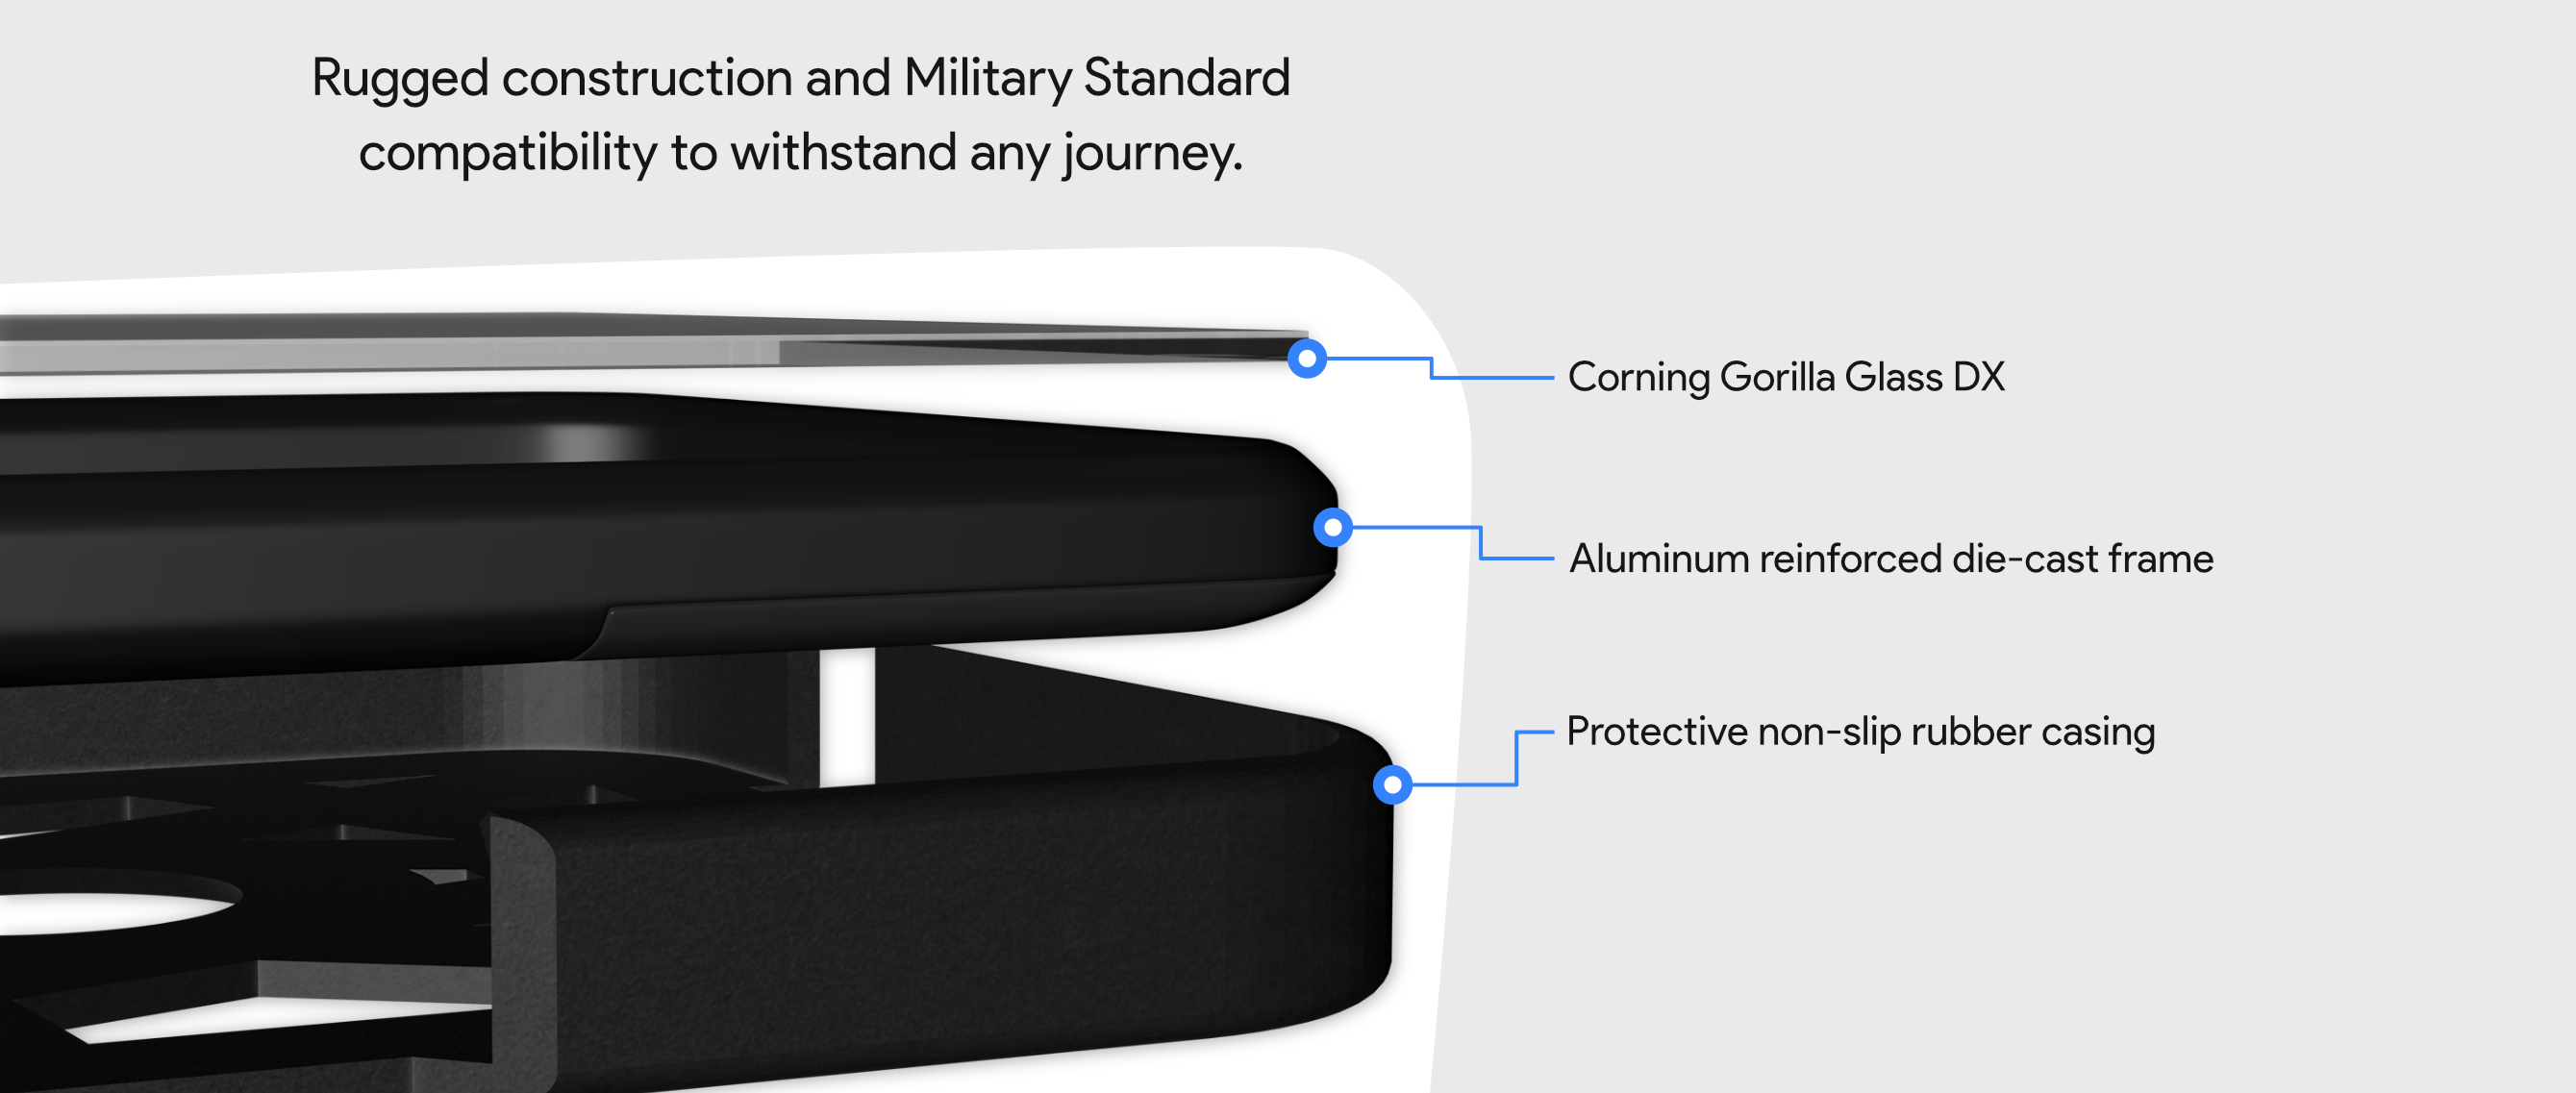 Rugged construction and Military Standard
compatibility to withstand any journey.
Corning Gorilla Glass DX
Aluminum reinforced die-cast frame
Protective non-slip rubber casing